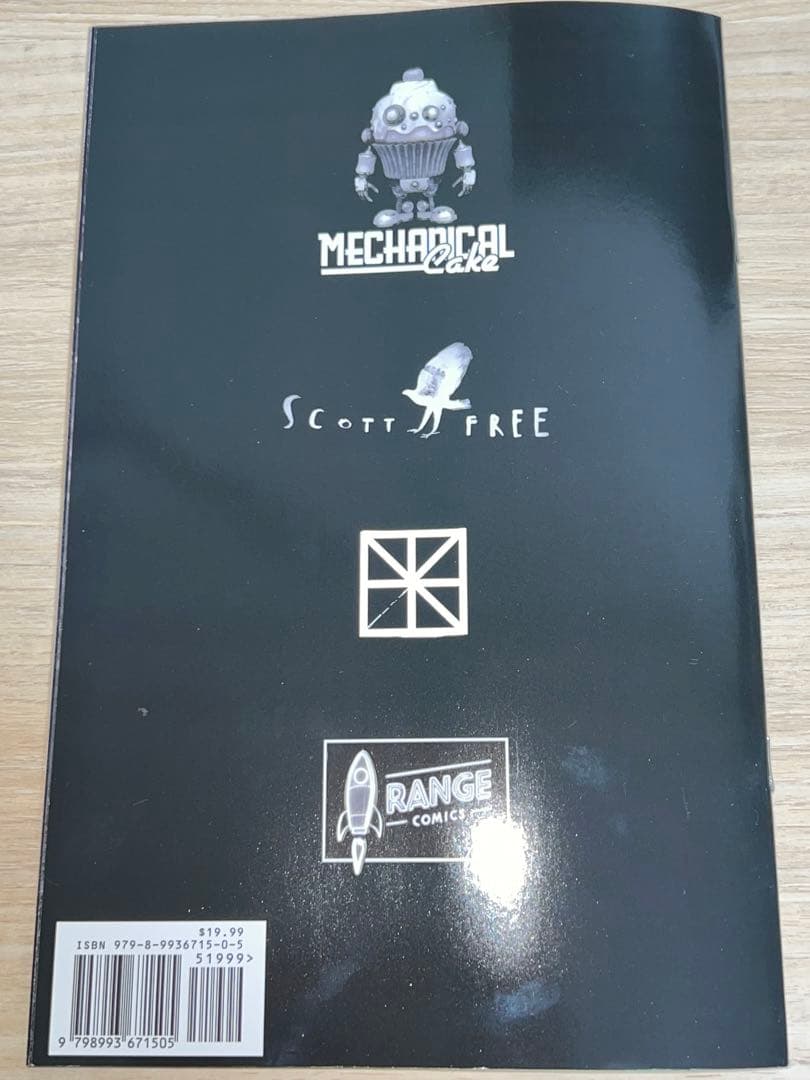 MECHANICAL
Cake
SCOTT FREE
RANGE
COMICS
$19.99
ISBN 979-8-9936715-0-5
51999>
9 798993 671505